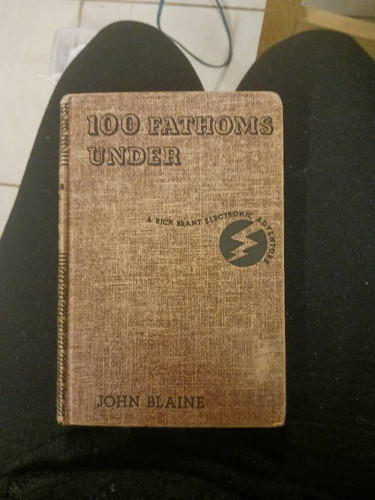 100 FATHOMS
UNDER
A RICK BRANT ELECTRONIC ADVENTURE
JOHN BLAINE